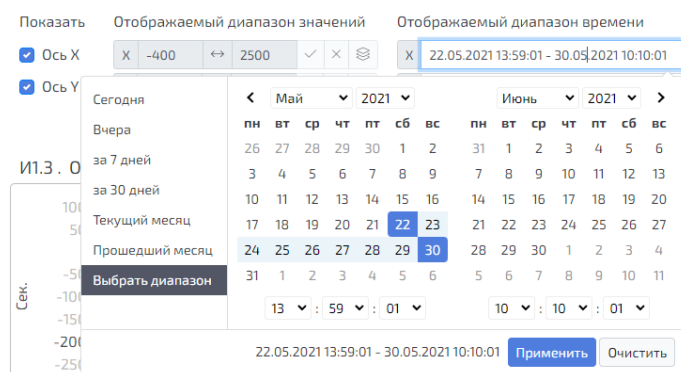 Показать Отображаемый диапазон значений Отображаемый диапазон времени
Ось X X -400 ↔ 2500 X 22.05.2021 13:59:01 - 30.05.2021 10:10:01
Ось Y
Сегодня
Вчера
за 7 дней
за 30 дней
Текущий месяц
Прошедший месяц
Выбрать диапазон
Май 2021
пн вт ср чт пт сб вс
26 27 28 29 30 1 2
3 4 5 6 7 8 9
10 11 12 13 14 15 16
17 18 19 20 21 22 23
24 25 26 27 28 29 30
31 1 2 3 4 5 6
13 : 59 : 01
Июнь 2021
пн вт ср чт пт сб вс
31 1 2 3 4 5 6
7 8 9 10 11 12 13
14 15 16 17 18 19 20
21 22 23 24 25 26 27
28 29 30 1 2 3 4
5 6 7 8 9 10 11
10 : 10 : 01
22.05.2021 13:59:01 - 30.05.2021 10:10:01 Применить Очистить
И1.3 . О
Сек.